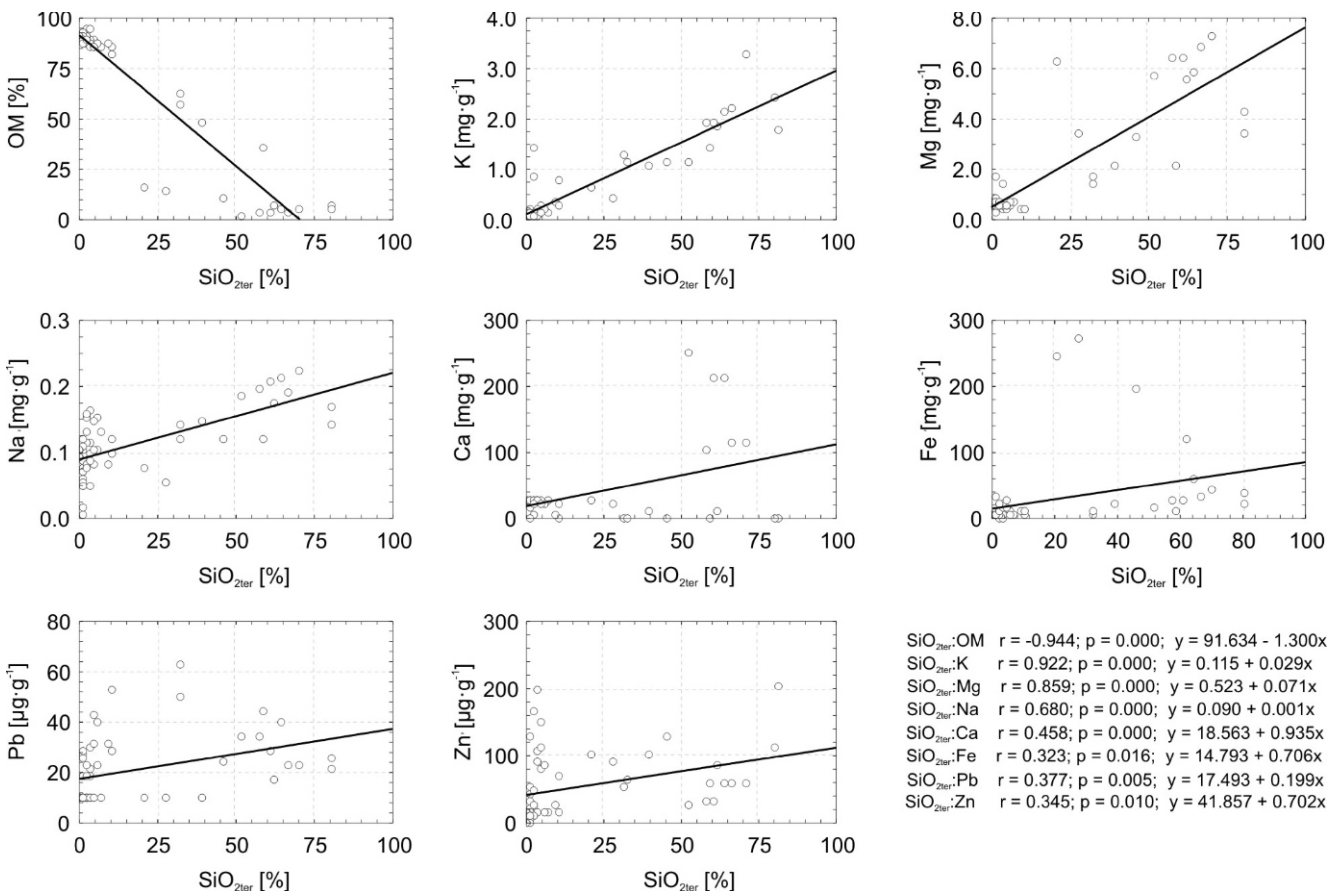 100
75
50
25
0
OM [%]
0 25 50 75 100
SiO2ter [%]
4.0
3.0
2.0
1.0
0.0
K [mg·g-1]
0 25 50 75 100
SiO2ter [%]
8.0
6.0
4.0
2.0
0.0
Mg [mg·g-1]
0 25 50 75 100
SiO2ter [%]
0.3
0.2
0.1
0
Na [mg·g-1]
0 25 50 75 100
SiO2ter [%]
300
200
100
0
Ca [mg·g-1]
0 25 50 75 100
SiO2ter [%]
300
200
100
0
Fe [mg·g-1]
0 20 40 60 80 100
SiO2ter [%]
80
60
40
20
0
Pb [µg·g-1]
0 25 50 75 100
SiO2ter [%]
300
200
100
0
Zn [µg·g-1]
0 25 50 75 100
SiO2ter [%]
SiO2ter:OM r = -0.944; p = 0.000; y = 91.634 - 1.300x
SiO2ter:K r = 0.922; p = 0.000; y = 0.115 + 0.029x
SiO2ter:Mg r = 0.859; p = 0.000; y = 0.523 + 0.071x
SiO2ter:Na r = 0.680; p = 0.000; y = 0.090 + 0.001x
SiO2ter:Ca r = 0.458; p = 0.000; y = 18.563 + 0.935x
SiO2ter:Fe r = 0.323; p = 0.016; y = 14.793 + 0.706x
SiO2ter:Pb r = 0.377; p = 0.005; y = 17.493 + 0.199x
SiO2ter:Zn r = 0.345; p = 0.010; y = 41.857 + 0.702x